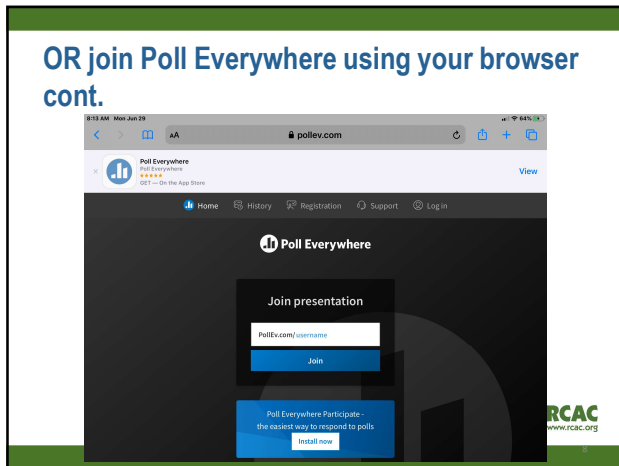 OR join Poll Everywhere using your browser
cont.
8:13 AM Mon Jun 29 64%
AA pollev.com
Poll Everywhere
Poll Everywhere
GET — On the App Store
View
Home History Registration Support Log in
Poll Everywhere
Join presentation
PollEv.com/username
Join
Poll Everywhere Participate -
the easiest way to respond to polls
Install now
RCAC
www.rcac.org
8